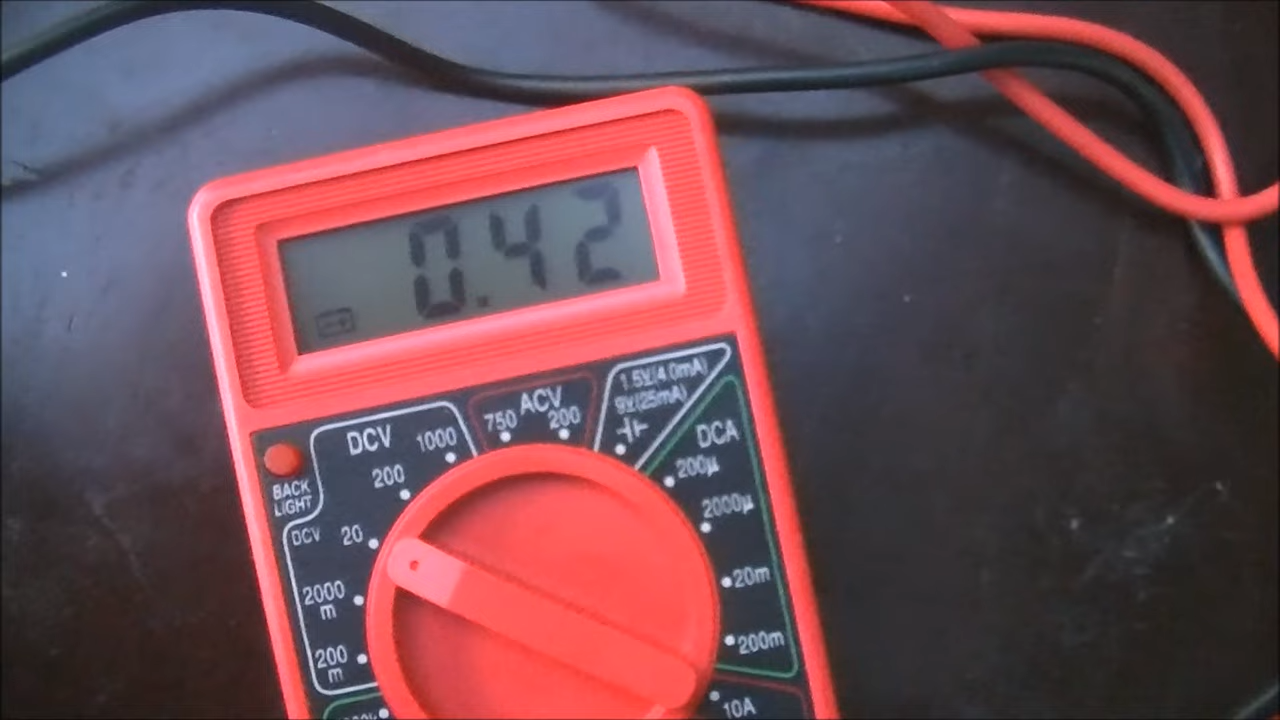 0.42
ACV
750 200
1.5V(4.0mA)
9V(25mA)
DCV
1000
200
DCA
200µ
2000µ
20m
200m
10A
BACK
LIGHT
DCV
20
2000
m
200
m